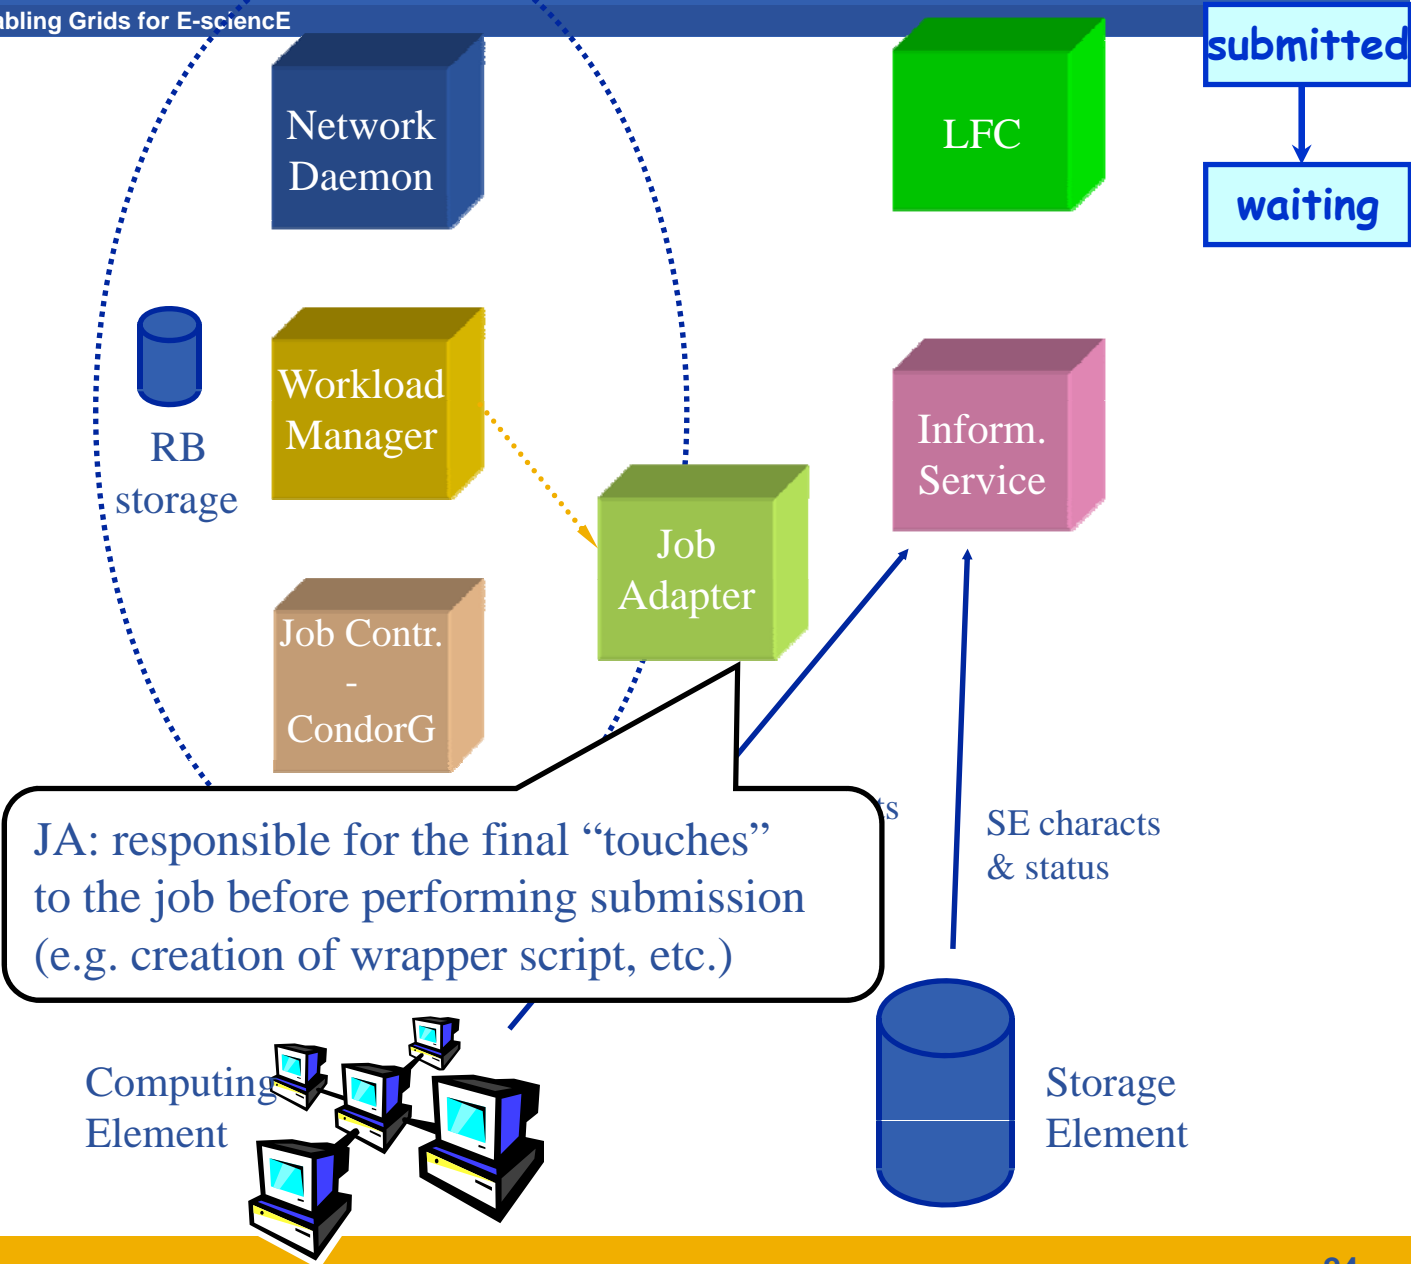 abling Grids for E-sciencE
submitted
Network
Daemon
LFC
waiting
Workload
Manager
RB
storage
Inform.
Service
Job
Adapter
Job Contr.
-
CondorG
JA: responsible for the final “touches”
to the job before performing submission
(e.g. creation of wrapper script, etc.)
SE characts
& status
Computing
Element
Storage
Element